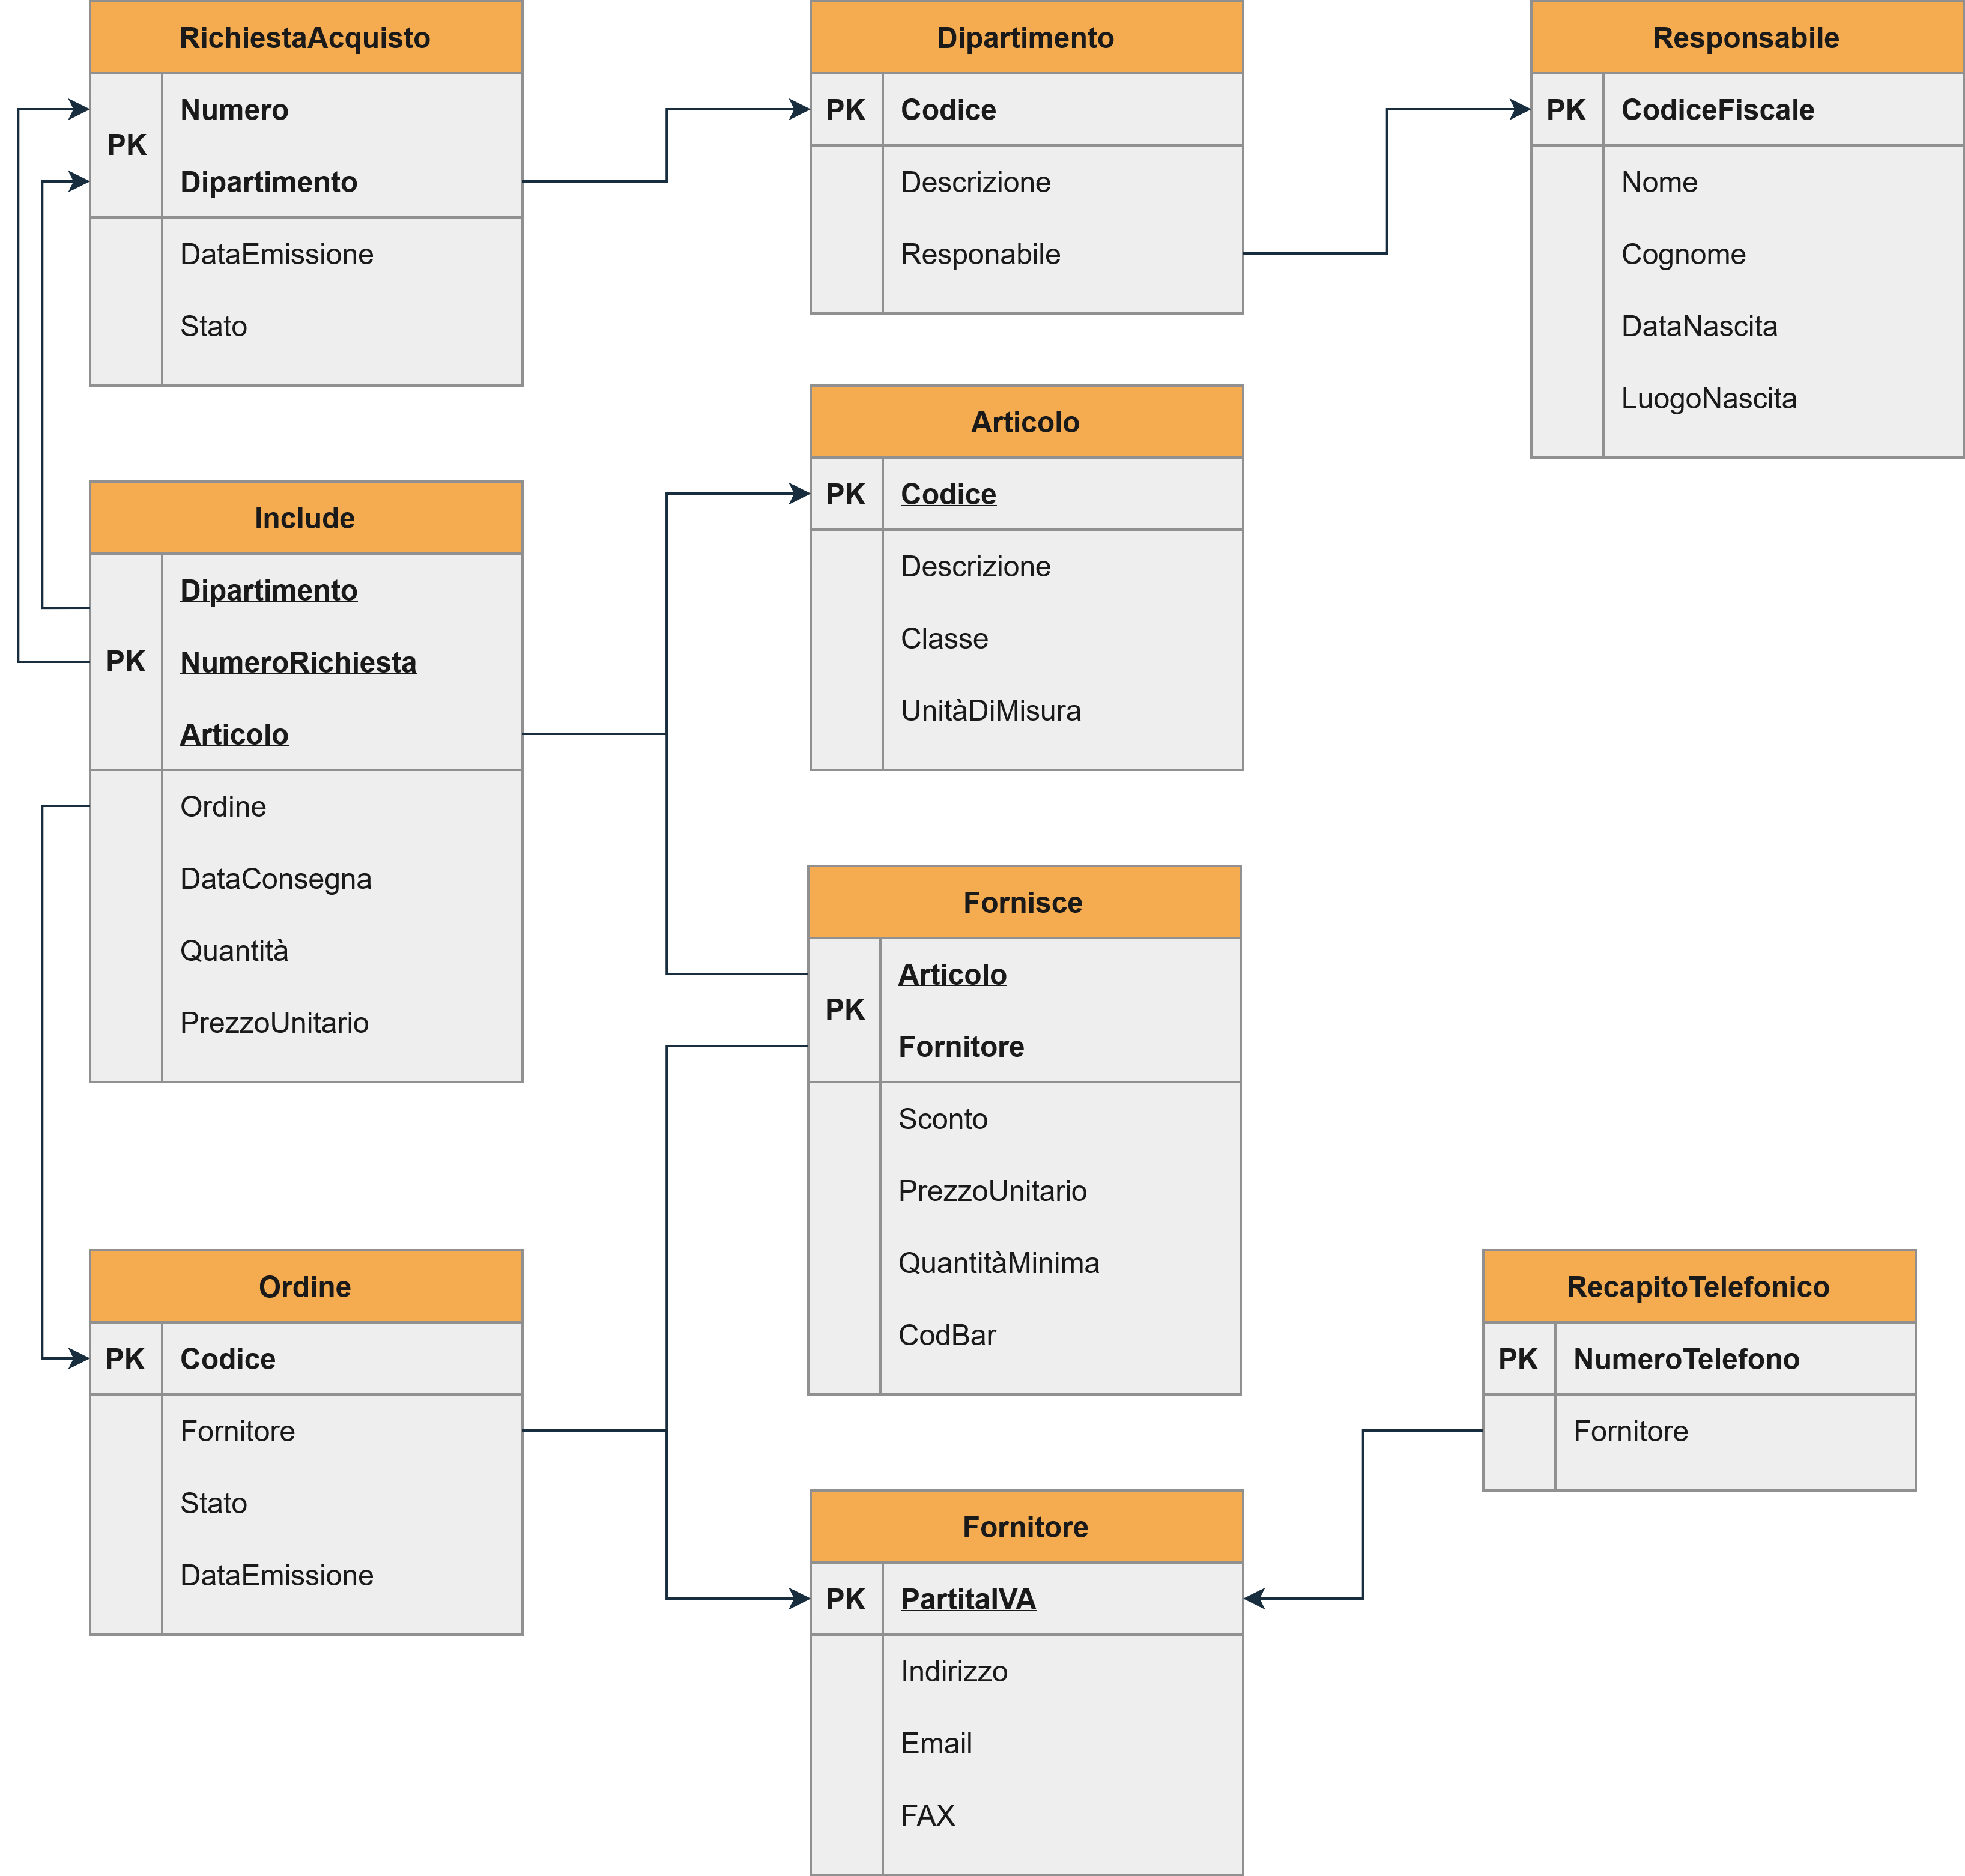 RichiestaAcquisto
PK
Numero
Dipartimento
DataEmissione
Stato
Dipartimento
PK
Codice
Descrizione
Responabile
Responsabile
PK
CodiceFiscale
Nome
Cognome
DataNascita
LuogoNascita
Articolo
PK
Codice
Descrizione
Classe
UnitàDiMisura
Include
PK
Dipartimento
NumeroRichiesta
Articolo
Ordine
DataConsegna
Quantità
PrezzoUnitario
Fornisce
PK
Articolo
Fornitore
Sconto
PrezzoUnitario
QuantitàMinima
CodBar
Ordine
PK
Codice
Fornitore
Stato
DataEmissione
RecapitoTelefonico
PK
NumeroTelefono
Fornitore
Fornitore
PK
PartitaIVA
Indirizzo
Email
FAX